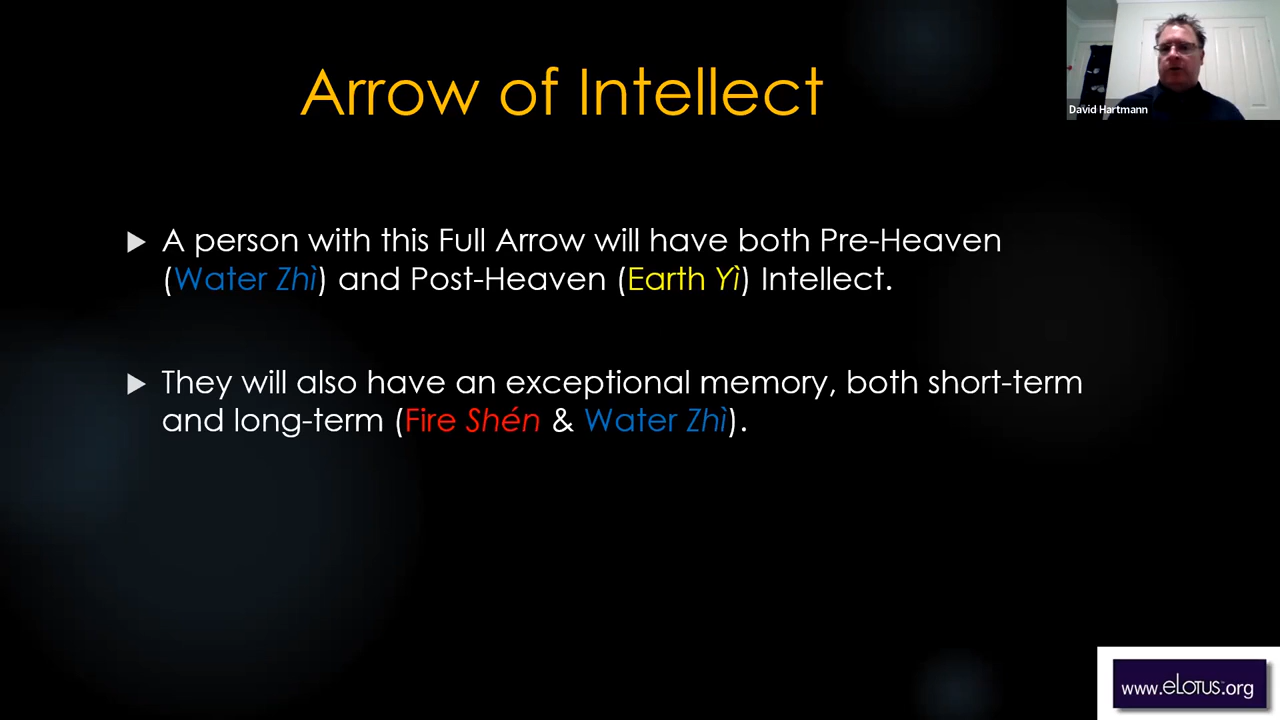 Arrow of Intellect
David Hartmann
A person with this Full Arrow will have both Pre-Heaven
(Water Zhì) and Post-Heaven (Earth Yì) Intellect.
They will also have an exceptional memory, both short-term
and long-term (Fire Shén & Water Zhì).
www.eLotus.org